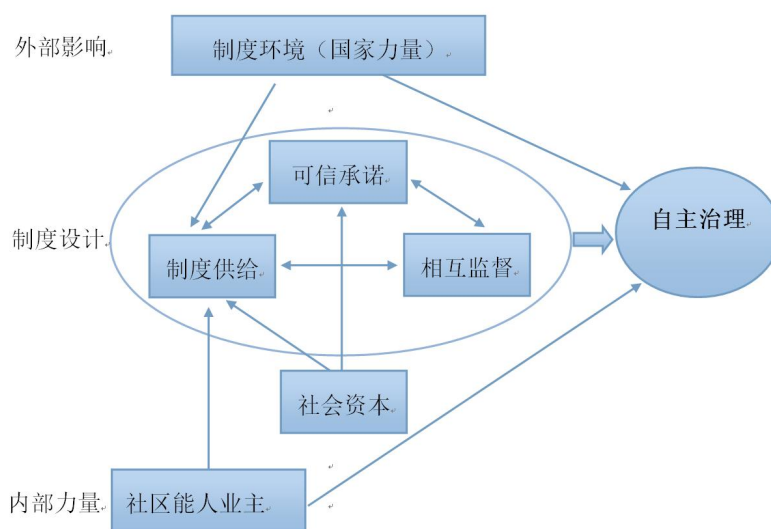 外部影响
制度环境（国家力量）
可信承诺
自主治理
制度设计
制度供给
相互监督
社会资本
内部力量
社区能人业主